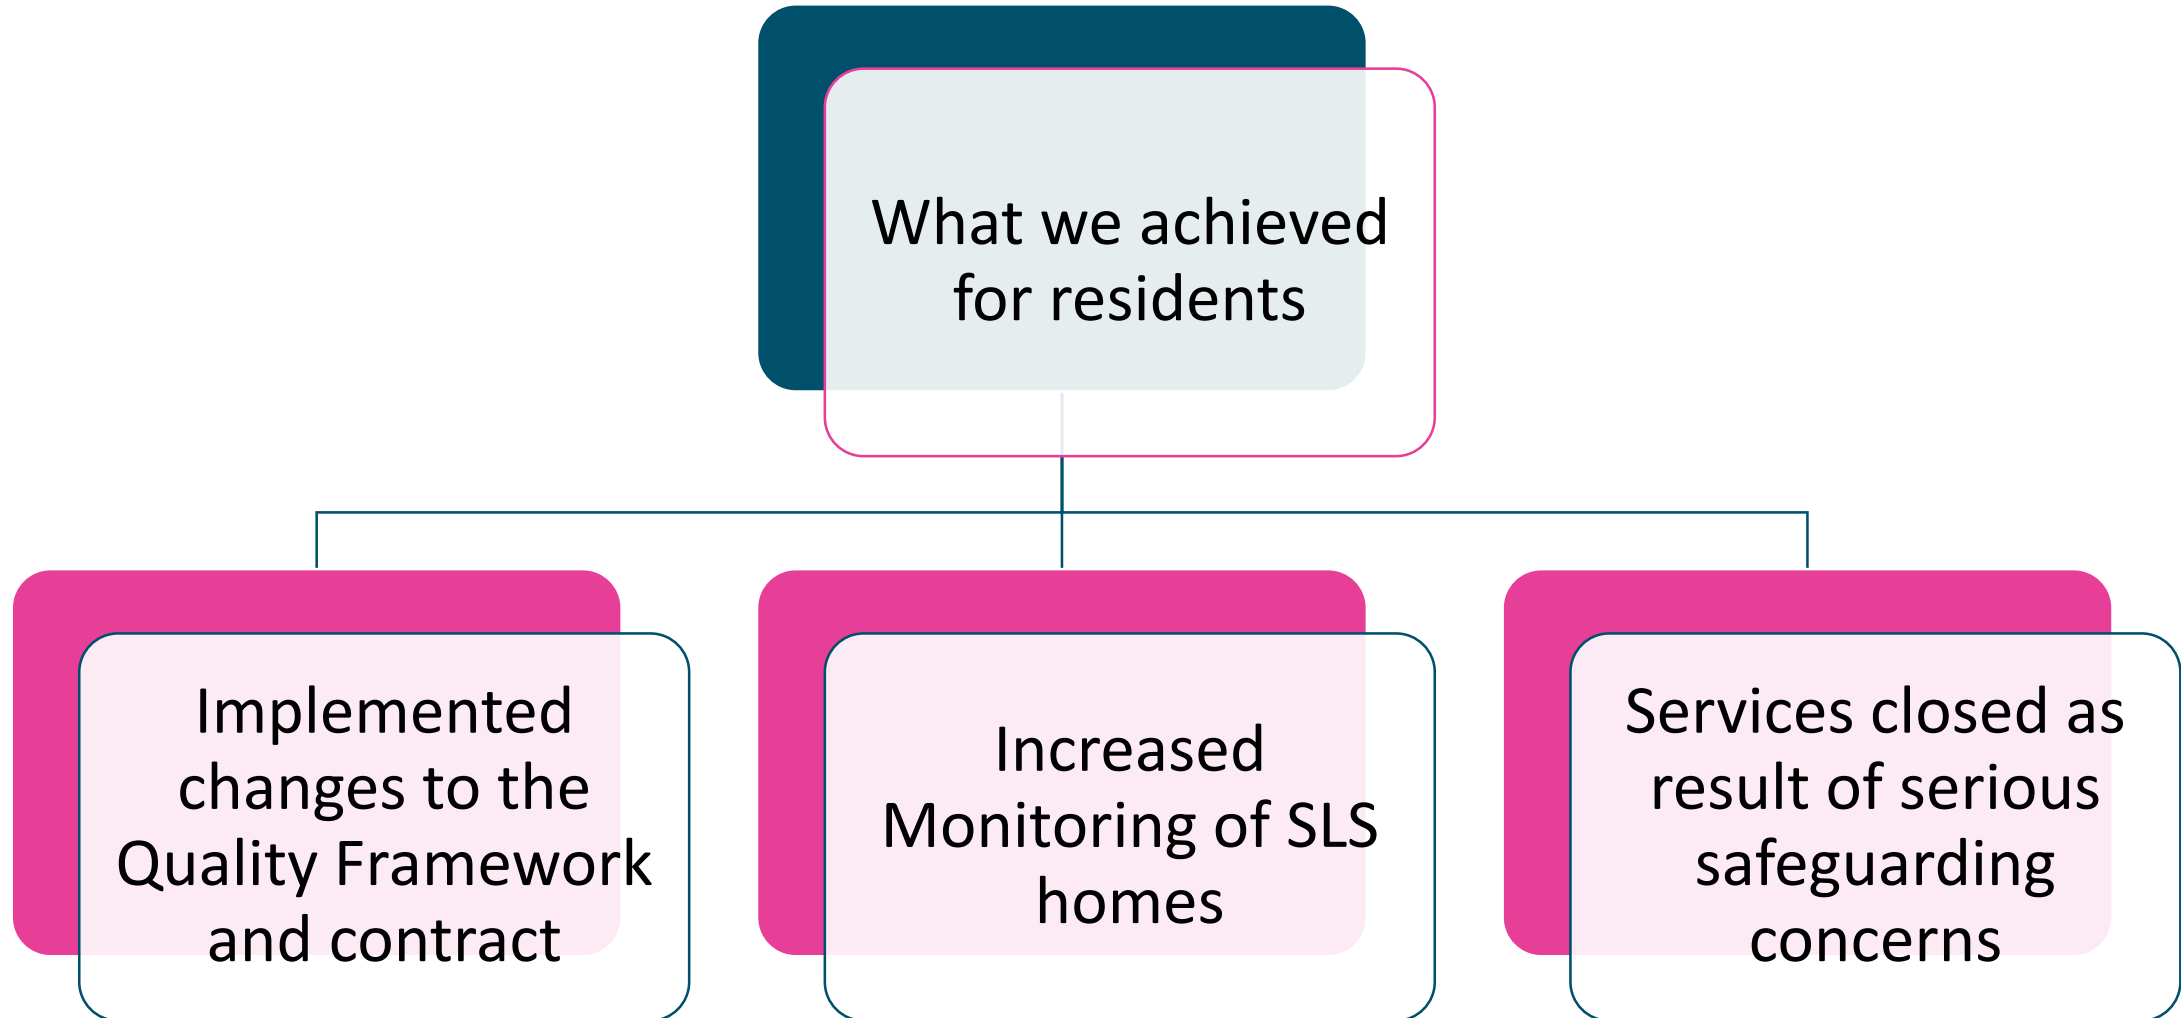 What we achieved
for residents
Implemented
changes to the
Quality Framework
and contract
Increased
Monitoring of SLS
homes
Services closed as
result of serious
safeguarding
concerns